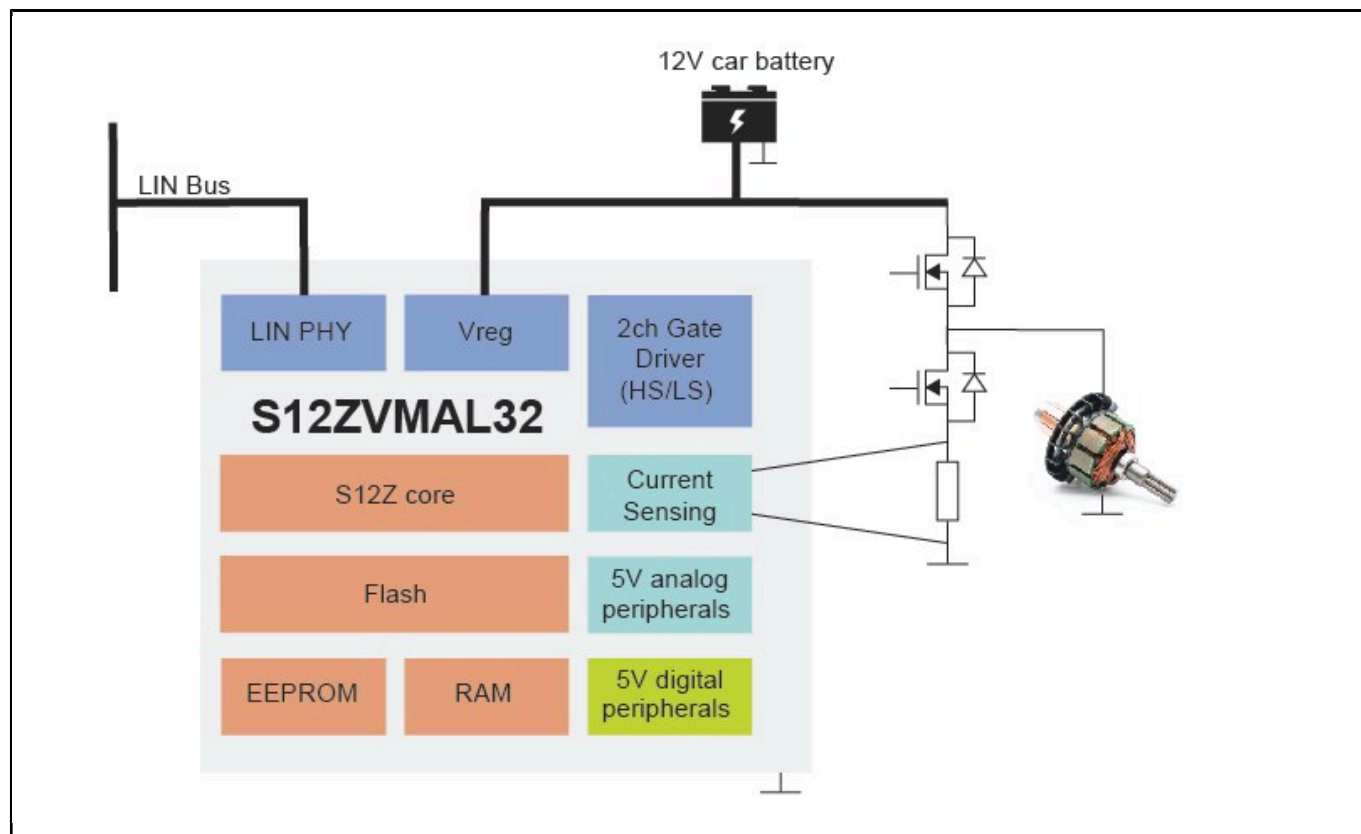 12V car battery
LIN Bus
LIN PHY
Vreg
2ch Gate
Driver
(HS/LS)
S12ZVMAL32
S12Z core
Current
Sensing
Flash
5V analog
peripherals
EEPROM
RAM
5V digital
peripherals